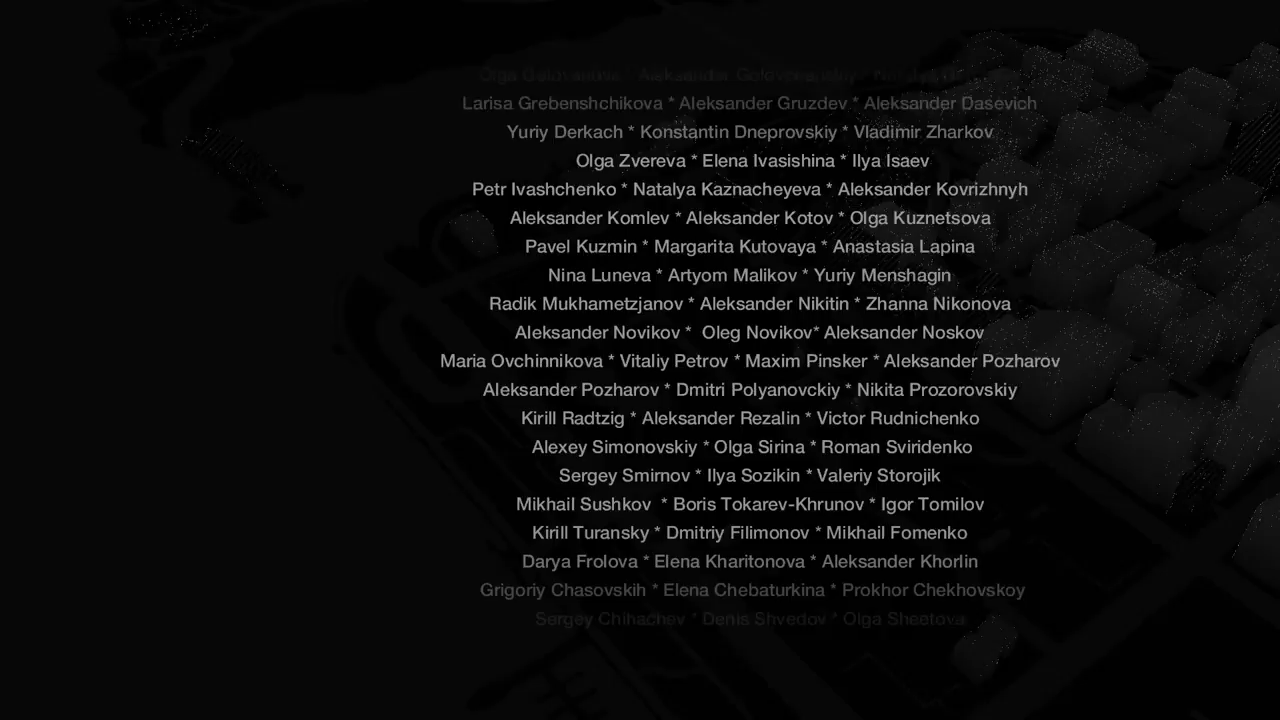 Larisa Grebenshchikova * Aleksander Gruzdev * Aleksander Dasevich
Yuriy Derkach * Konstantin Dneprovskiy * Vladimir Zharkov
Olga Zvereva * Elena Ivasishina * Ilya Isaev
Petr Ivashchenko * Natalya Kaznacheyeva * Aleksander Kovrizhnyh
Aleksander Komlev * Aleksander Kotov * Olga Kuznetsova
Pavel Kuzmin * Margarita Kutovaya * Anastasia Lapina
Nina Luneva * Artyom Malikov * Yuriy Menshagin
Radik Mukhametzjanov * Aleksander Nikitin * Zhanna Nikonova
Aleksander Novikov *  Oleg Novikov* Aleksander Noskov
Maria Ovchinnikova * Vitaliy Petrov * Maxim Pinsker * Aleksander Pozharov
Aleksander Pozharov * Dmitri Polyanovckiy * Nikita Prozorovskiy
Kirill Radtzig * Aleksander Rezalin * Victor Rudnichenko
Alexey Simonovskiy * Olga Sirina * Roman Sviridenko
Sergey Smirnov * Ilya Sozikin * Valeriy Storojik
Mikhail Sushkov  * Boris Tokarev-Khrunov * Igor Tomilov
Kirill Turansky * Dmitriy Filimonov * Mikhail Fomenko
Darya Frolova * Elena Kharitonova * Aleksander Khorlin
Grigoriy Chasovskih * Elena Chebaturkina * Prokhor Chekhovskoy
Sergey Chihachev * Denis Shvedov * Olga Sheetova